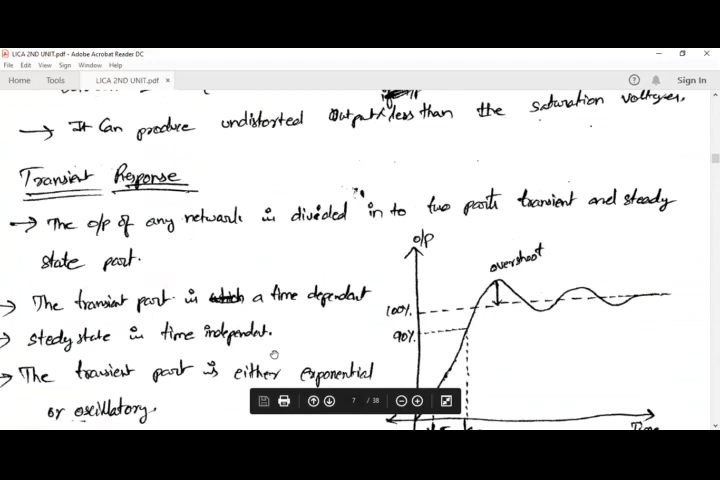 LICA 2ND UNIT.pdf - Adobe Acrobat Reader DC
File Edit View Sign Window Help
Home Tools LICA 2ND UNIT.pdf × Sign In
→ It can produce undistorted output less than the saturation voltages.
Transient Response
→ The o/p of any network is divided in to two parts transient and steady
state part.
→ The transient part is a time dependent
→ steady state is time independent.
→ The transient part is either exponential
or oscillatory.
o/p
overshoot
100%.
90%.
7 / 38